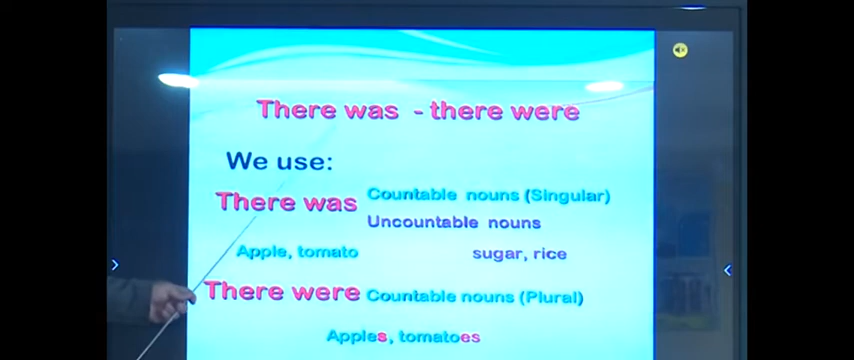 There was - there were
We use:
There was Countable nouns (Singular)
Uncountable nouns
Apple, tomato sugar, rice
There were Countable nouns (Plural)
Apples, tomatoes